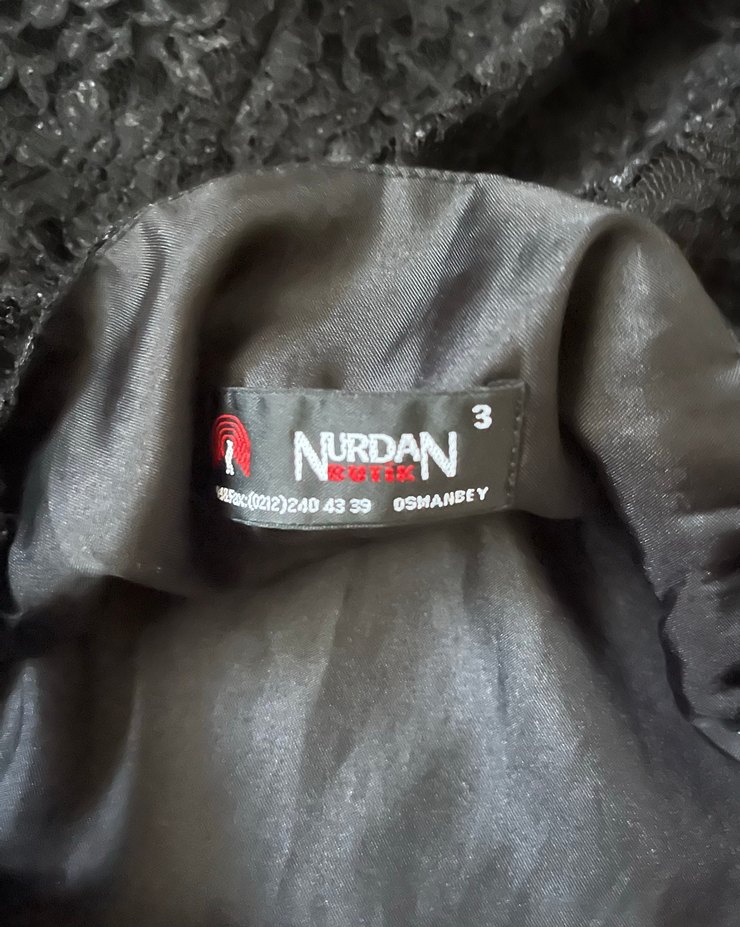 3
NURDAN
BUTİK
Fax:(0212)240 43 39 OSMANBEY